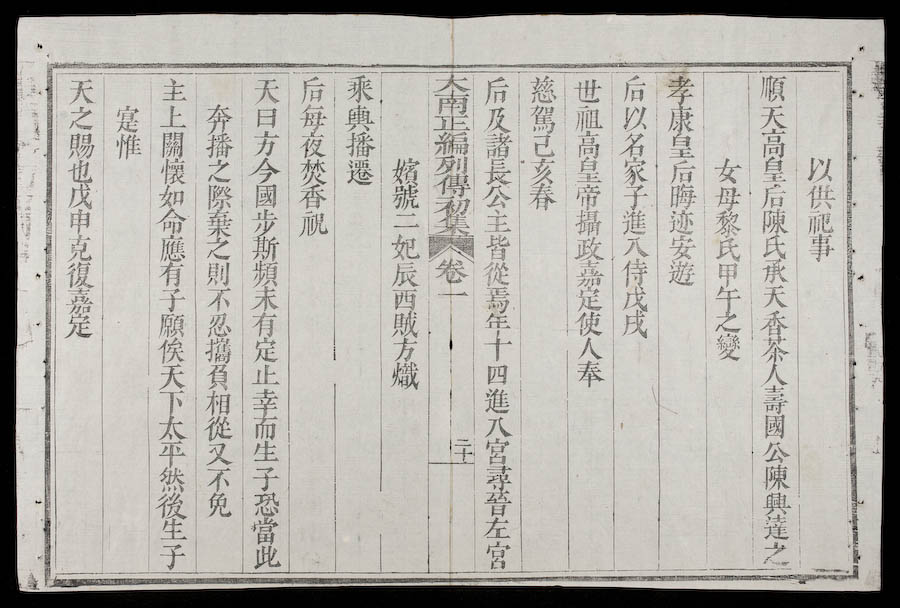 以供祀事
順天高皇后陳氏承天香茶人壽國公陳興達之
女母黎氏甲午之變
孝康皇后晦迹安遊
后以名家子進入侍戊戌
世祖高皇帝攝政嘉定使人奉
慈駕己亥春
后及諸長公主皆從焉年十四進入宮尋晉左宮
大南正編列傳初集 卷一 二十
嬪號二妃辰西賊方熾
乘輿播遷
后每夜焚香祝
天曰方今國步斯頻未有定止幸而生子恐當此
奔播之際棄之則不忍攜負相從又不免
主上關懷如命應有子願俟天下太平然後生子
寔惟
天之賜也戊申克復嘉定